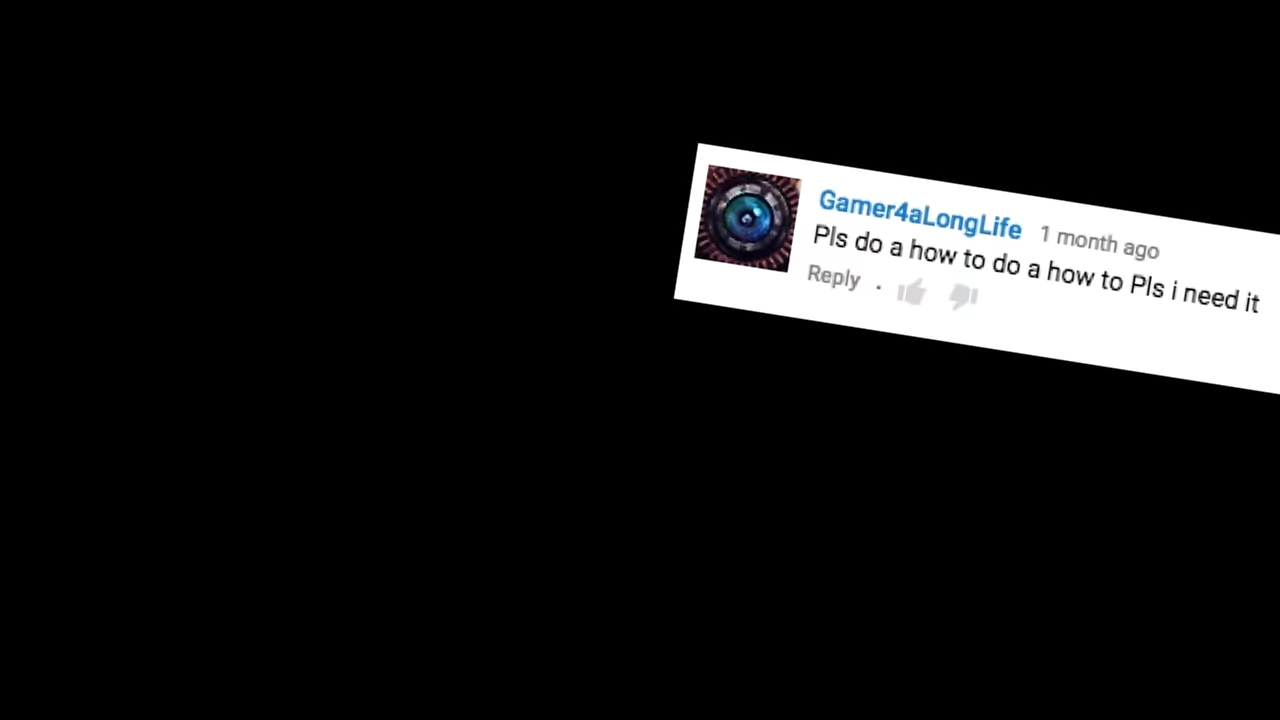 Gamer4aLongLife 1 month ago
Pls do a how to do a how to Pls i need it
Reply .